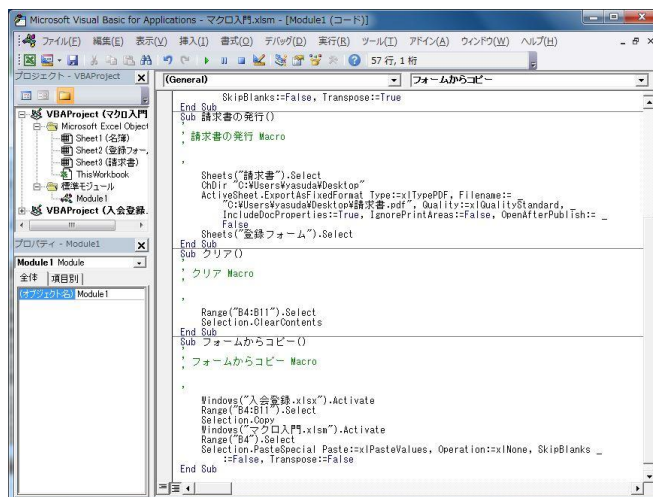 Microsoft Visual Basic for Applications - マクロ入門.xlsm - [Module1 (コード)]
ファイル(F) 編集(E) 表示(V) 挿入(I) 書式(O) デバッグ(D) 実行(R) ツール(T) アドイン(A) ウィンドウ(W) ヘルプ(H)
57 行, 1 桁
プロジェクト - VBAProject
VBAProject (マクロ入門
Microsoft Excel Object
Sheet1 (名簿)
Sheet2 (登録フォー
Sheet3 (請求書)
ThisWorkbook
標準モジュール
Module1
VBAProject (入会登録.
プロパティ - Module1
Module1 Module
全体 項目別
(オブジェクト名) Module1
(General) フォームからコピー
SkipBlanks:=False, Transpose:=True
End Sub
Sub 請求書の発行()
'
' 請求書の発行 Macro
'
Sheets("請求書").Select
ChDir "C:¥Users¥yasuda¥Desktop"
ActiveSheet.ExportAsFixedFormat Type:=xlTypePDF, Filename:= _
"C:¥Users¥yasuda¥Desktop¥請求書.pdf", Quality:=xlQualityStandard, _
IncludeDocProperties:=True, IgnorePrintAreas:=False, OpenAfterPublish:= _
False
Sheets("登録フォーム").Select
End Sub
Sub クリア()
'
' クリア Macro
'
Range("B4:B11").Select
Selection.ClearContents
End Sub
Sub フォームからコピー()
'
' フォームからコピー Macro
'
Windows("入会登録.xlsx").Activate
Range("B4:B11").Select
Selection.Copy
Windows("マクロ入門.xlsm").Activate
Range("B4").Select
Selection.PasteSpecial Paste:=xlPasteValues, Operation:=xlNone, SkipBlanks _
:=False, Transpose:=False
End Sub